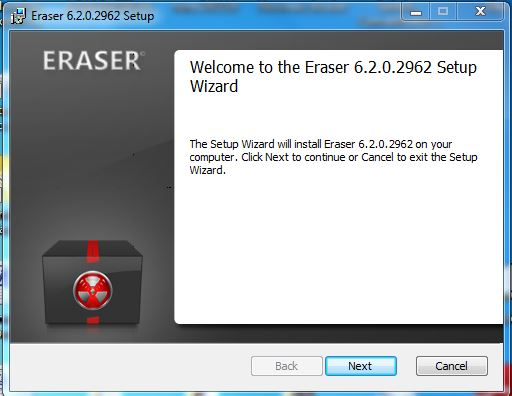 Eraser 6.2.0.2962 Setup
ERASER©
Welcome to the Eraser 6.2.0.2962 Setup
Wizard
The Setup Wizard will install Eraser 6.2.0.2962 on your
computer. Click Next to continue or Cancel to exit the Setup
Wizard.
Back Next Cancel